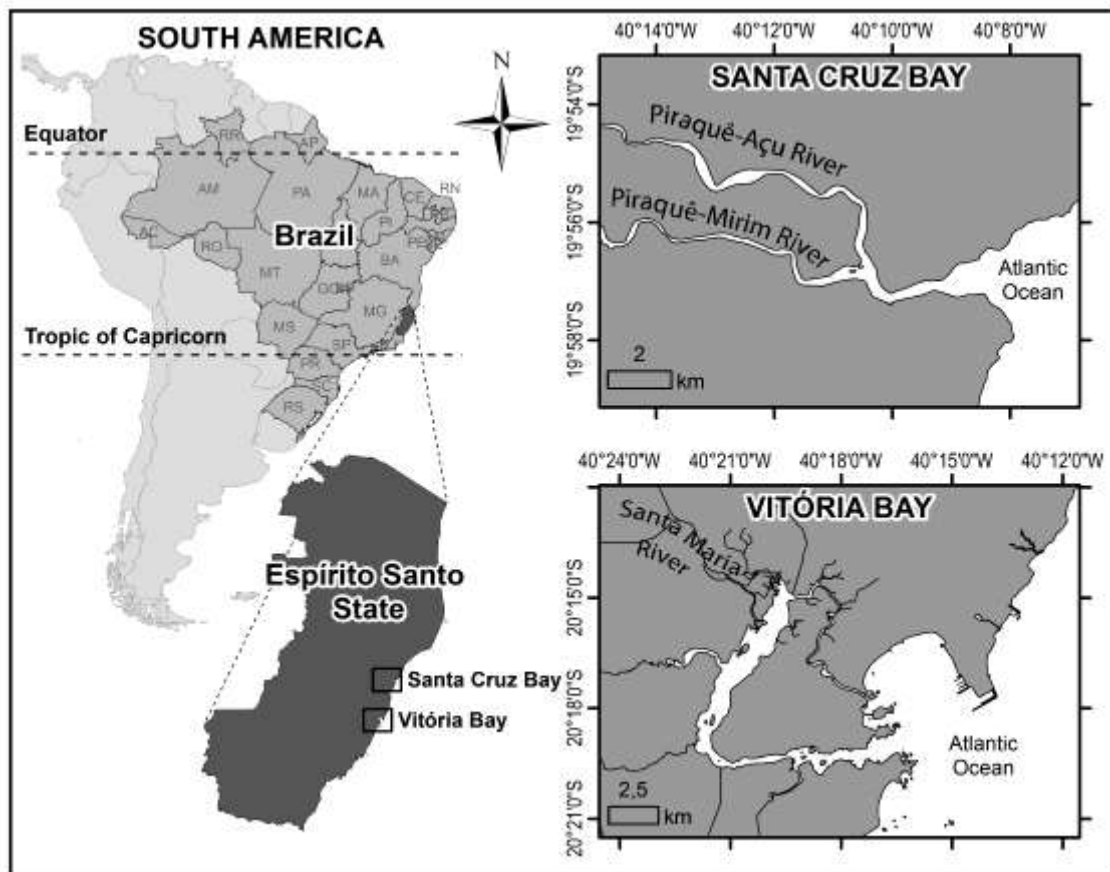 SOUTH AMERICA
N
Equator
RR
AP
AM
PA
MA
CE
RN
PI
PE
AC
RO
Brazil
BA
MT
GO
MG
MS
Tropic of Capricorn
SP
PR
SC
RS
Espírito Santo
State
Santa Cruz Bay
Vitória Bay
40°14'0"W 40°12'0"W 40°10'0"W 40°8'0"W
SANTA CRUZ BAY
19°54'0"S
19°56'0"S
19°58'0"S
Piraquê-Açu River
Piraquê-Mirim River
Atlantic
Ocean
2
km
40°24'0"W 40°21'0"W 40°18'0"W 40°15'0"W 40°12'0"W
VITÓRIA BAY
Santa Maria
River
20°15'0"S
20°18'0"S
20°21'0"S
Atlantic
Ocean
2,5
km